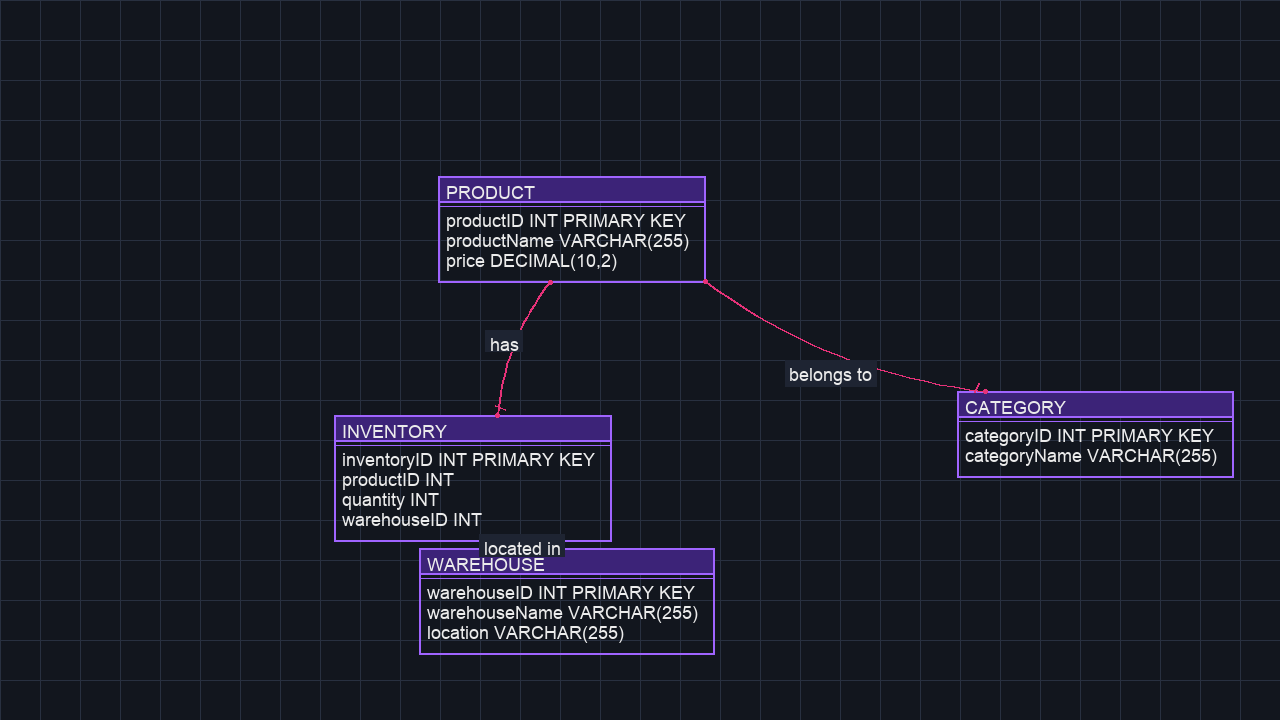 PRODUCT
productID INT PRIMARY KEY
productName VARCHAR(255)
price DECIMAL(10,2)
has
belongs to
CATEGORY
categoryID INT PRIMARY KEY
categoryName VARCHAR(255)
INVENTORY
inventoryID INT PRIMARY KEY
productID INT
quantity INT
warehouseID INT
located in
WAREHOUSE
warehouseID INT PRIMARY KEY
warehouseName VARCHAR(255)
location VARCHAR(255)